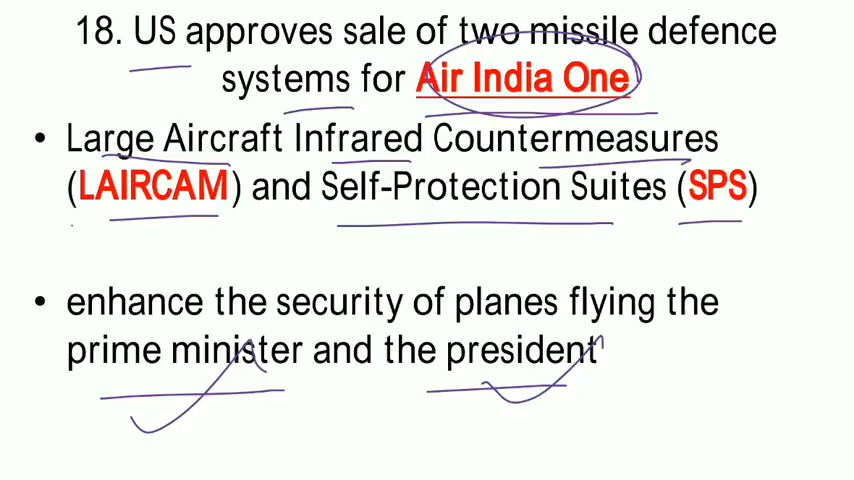 18. US approves sale of two missile defence
systems for Air India One
• Large Aircraft Infrared Countermeasures
(LAIRCAM) and Self-Protection Suites (SPS)
• enhance the security of planes flying the
prime minister and the president